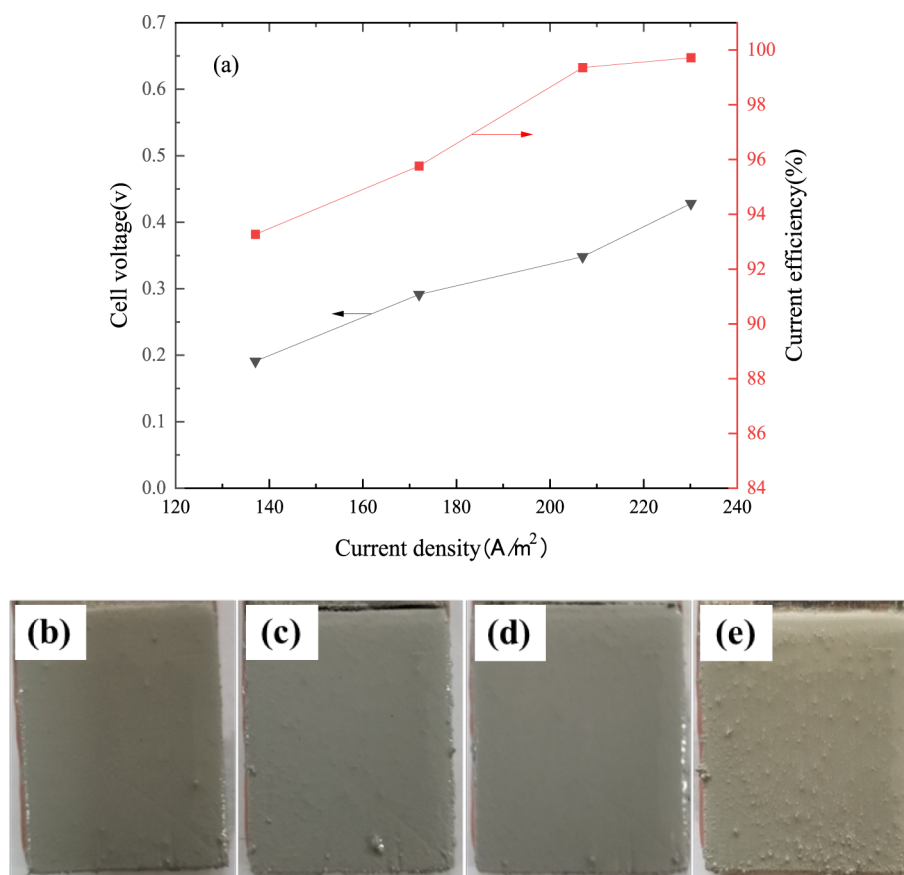 (a)
Cell voltage(v)
0.7
0.6
0.5
0.4
0.3
0.2
0.1
0.0
120 140 160 180 200 220 240
Current density(A/m²)
100
98
96
94
92
90
88
86
84
Current efficiency(%)
(b) (c) (d) (e)